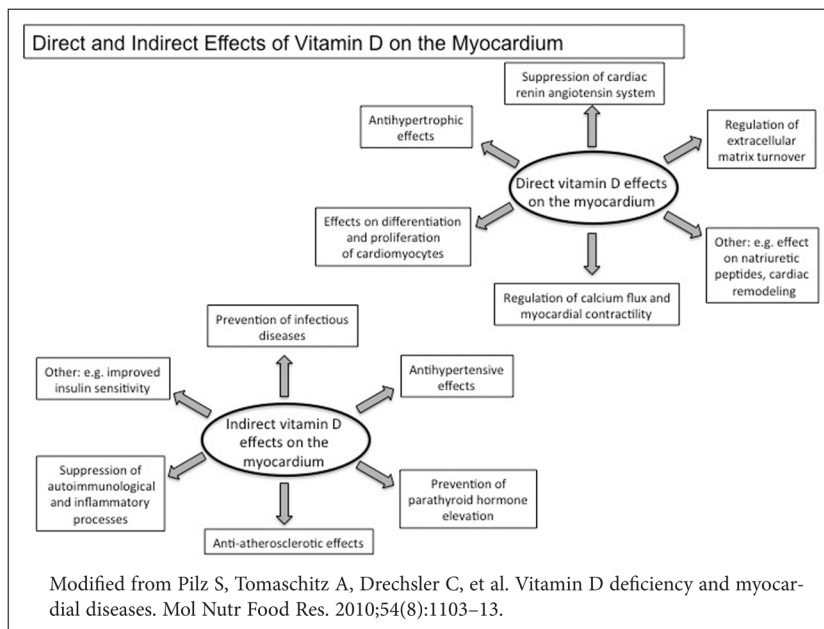 Direct and Indirect Effects of Vitamin D on the Myocardium
Suppression of cardiac
renin angiotensin system
Antihypertrophic
effects
Regulation of
extracellular
matrix turnover
Direct vitamin D effects
on the myocardium
Effects on differentiation
and proliferation
of cardiomyocytes
Other: e.g. effect
on natriuretic
peptides, cardiac
remodeling
Regulation of calcium flux and
myocardial contractility
Prevention of infectious
diseases
Other: e.g. improved
insulin sensitivity
Antihypertensive
effects
Indirect vitamin D
effects on the
myocardium
Suppression of
autoimmunological
and inflammatory
processes
Prevention of
parathyroid hormone
elevation
Anti-atherosclerotic effects
Modified from Pilz S, Tomaschitz A, Drechsler C, et al. Vitamin D deficiency and myocar-
dial diseases. Mol Nutr Food Res. 2010;54(8):1103–13.